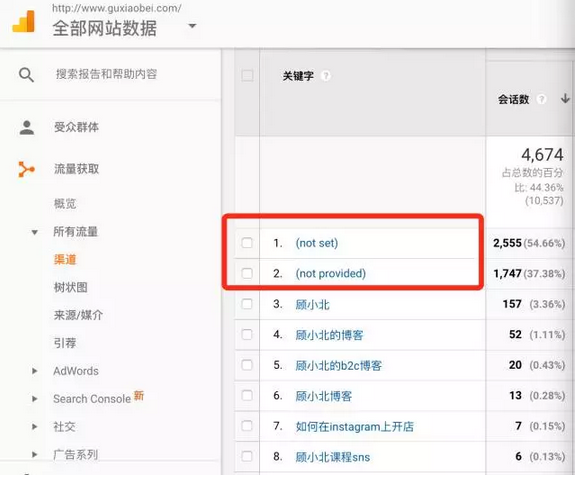 http://www.guxiaobei.com/
全部网站数据
搜索报告和帮助内容
受众群体
流量获取
概览
所有流量
渠道
树状图
来源/媒介
引荐
AdWords
Search Console 新
社交
广告系列
关键字 ?
会话数 ?
4,674
占总数的百分
比: 44.36%
(10,537)
1. (not set) 2,555 (54.66%)
2. (not provided) 1,747 (37.38%)
3. 顾小北 157 (3.36%)
4. 顾小北的博客 52 (1.11%)
5. 顾小北的b2c博客 20 (0.43%)
6. 顾小北博客 13 (0.28%)
7. 如何在instagram上开店 7 (0.15%)
8. 顾小北课程sns 6 (0.13%)